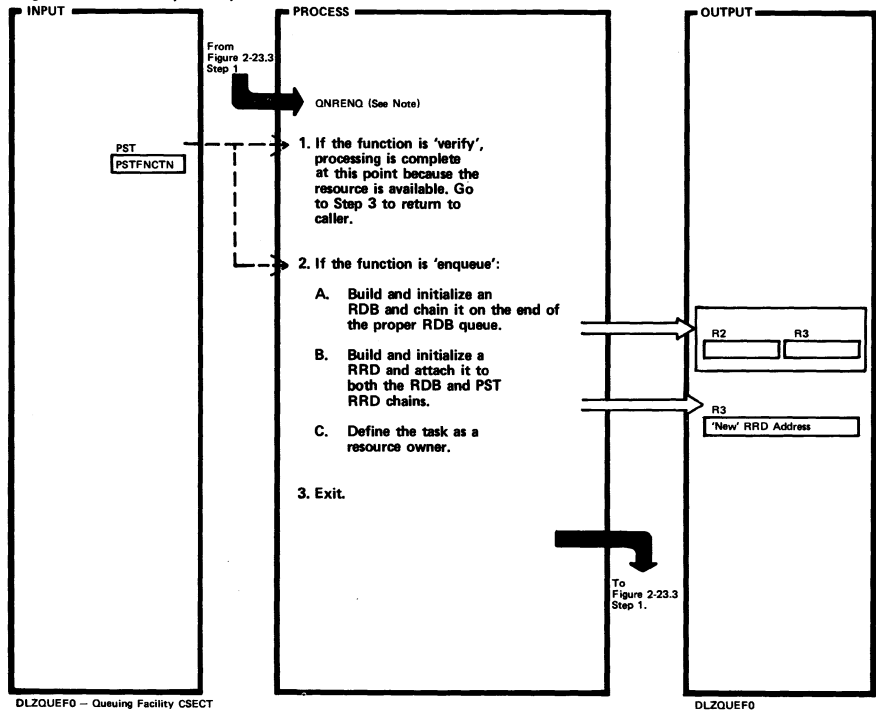 INPUT
PROCESS
OUTPUT
From
Figure 2-23.3
Step 1
QNRENQ (See Note)
PST
PSTFNCTN
1. If the function is 'verify',
processing is complete
at this point because the
resource is available. Go
to Step 3 to return to
caller.
2. If the function is 'enqueue':
A. Build and initialize an
RDB and chain it on the end of
the proper RDB queue.
R2 R3
B. Build and initialize a
RRD and attach it to
both the RDB and PST
RRD chains.
R3
'New' RRD Address
C. Define the task as a
resource owner.
3. Exit.
To
Figure 2-23.3
Step 1.
DLZQUEF0 – Queuing Facility CSECT
DLZQUEF0